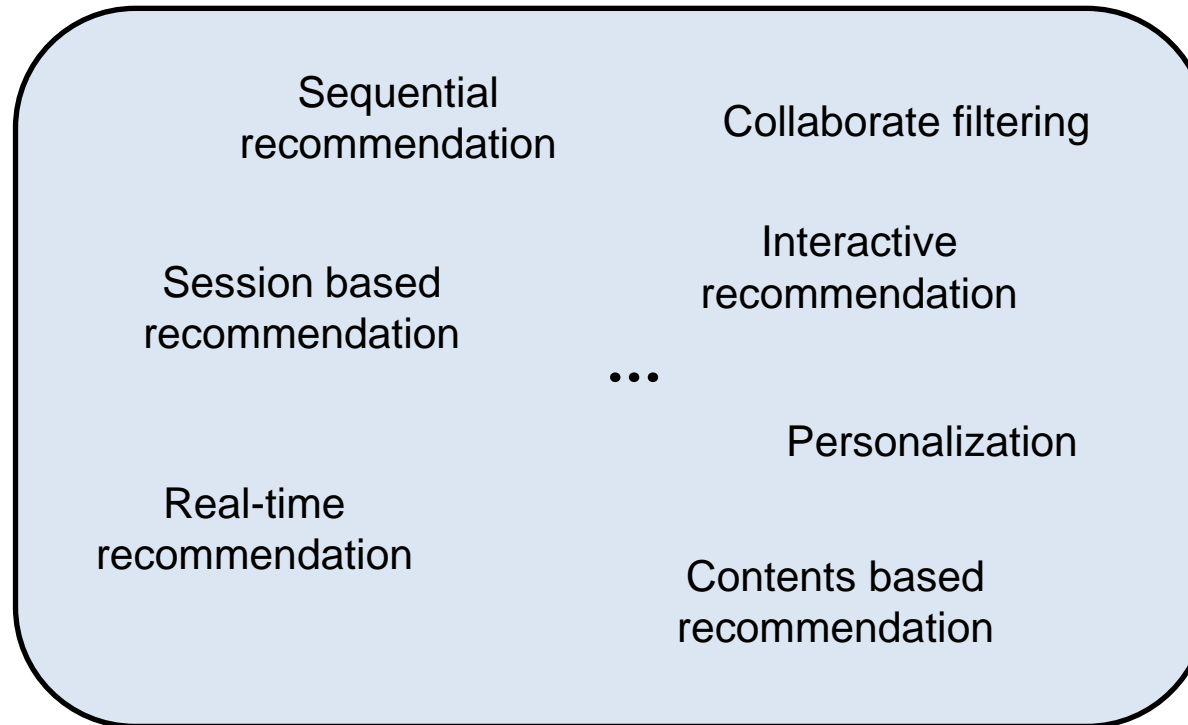 Sequential
recommendation
Collaborate filtering
Interactive
recommendation
Session based
recommendation
...
Personalization
Real-time
recommendation
Contents based
recommendation